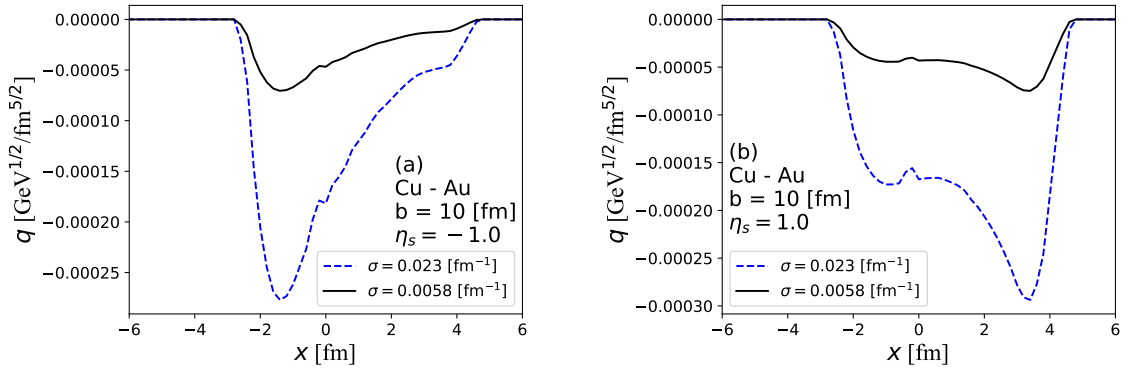 0.00000
−0.00005
−0.00010
−0.00015
−0.00020
−0.00025
q [GeV^{1/2}/fm^{5/2}]
(a)
Cu - Au
b = 10 [fm]
η_s = −1.0
σ = 0.023 [fm^{−1}]
σ = 0.0058 [fm^{−1}]
−6 −4 −2 0 2 4 6
x [fm]
0.00000
−0.00005
−0.00010
−0.00015
−0.00020
−0.00025
−0.00030
q [GeV^{1/2}/fm^{5/2}]
(b)
Cu - Au
b = 10 [fm]
η_s = 1.0
σ = 0.023 [fm^{−1}]
σ = 0.0058 [fm^{−1}]
−6 −4 −2 0 2 4 6
x [fm]